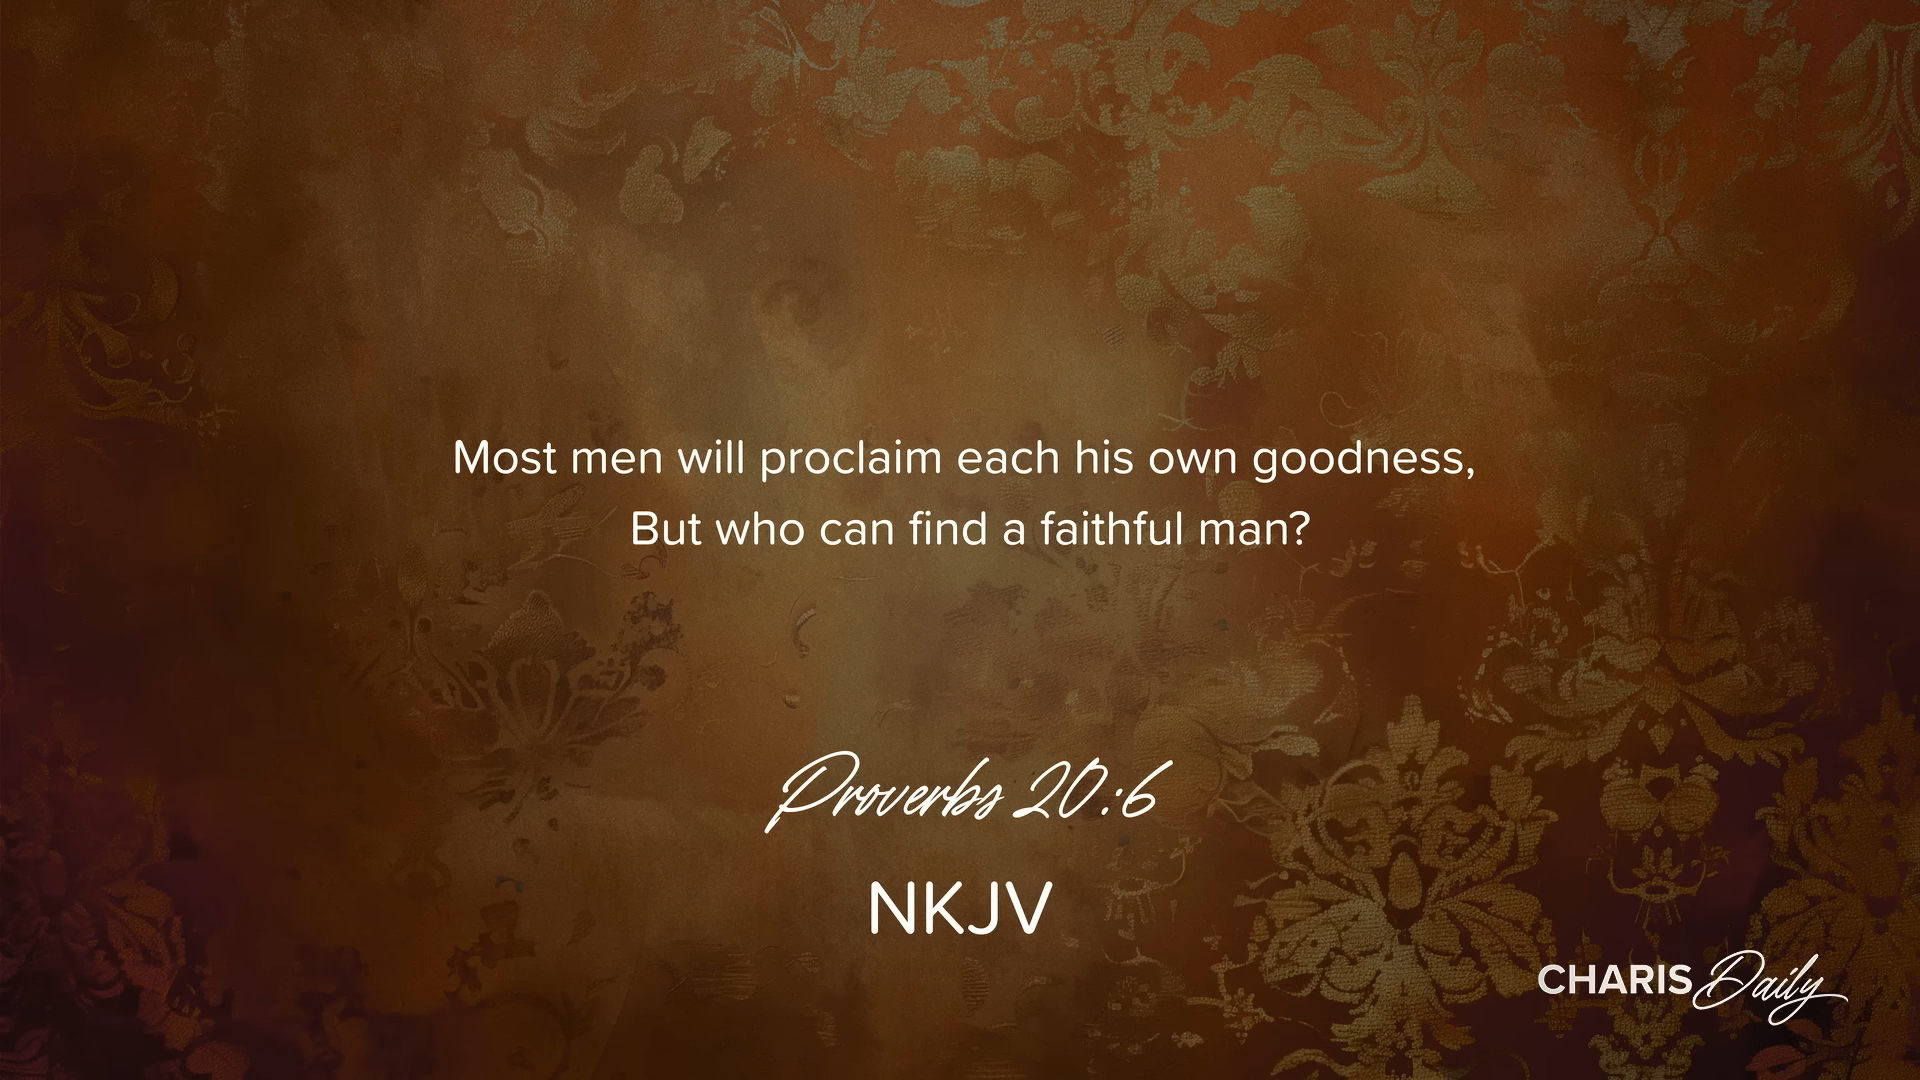 Most men will proclaim each his own goodness,
But who can find a faithful man?
Proverbs 20:6
NKJV
CHARIS Daily